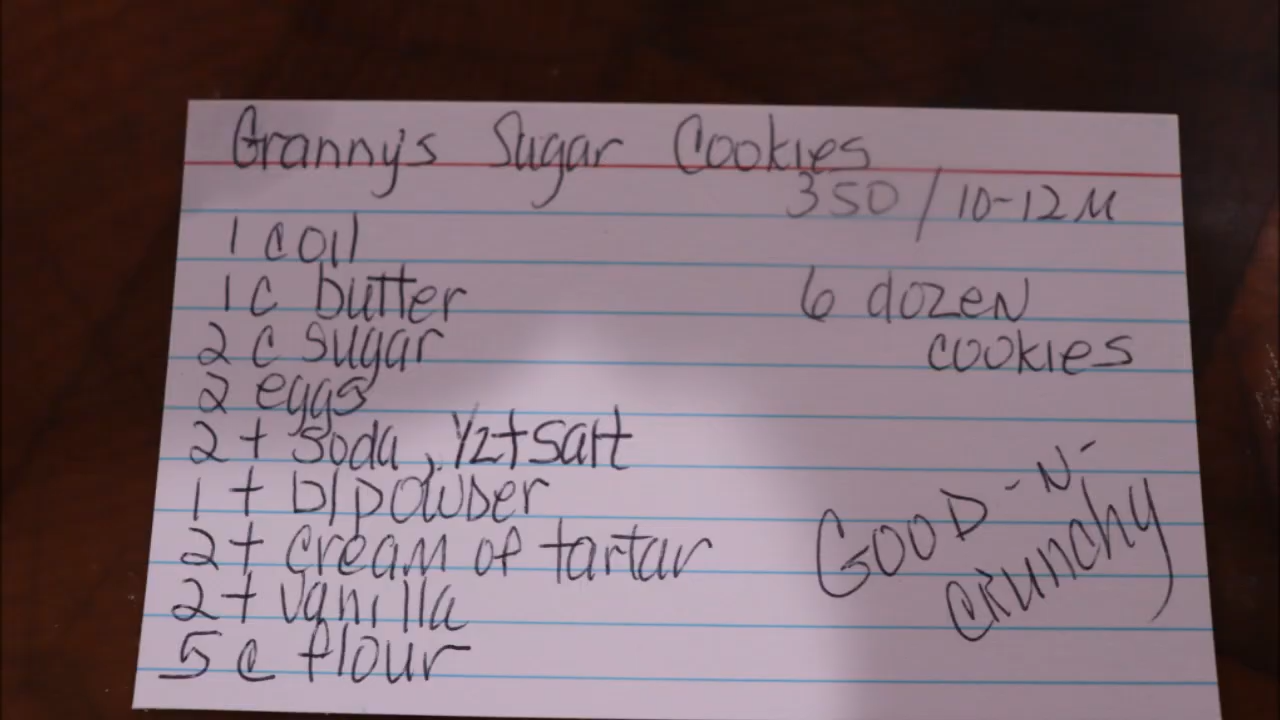 Granny's Sugar Cookies
350 / 10-12 M
1 c oil
1 c butter
2 c sugar
2 eggs
2 t soda, 1/2 t salt
1 t b/powder
2 t cream of tartar
2 t vanilla
5 c flour
6 dozen
cookies
Good -N-
Crunchy